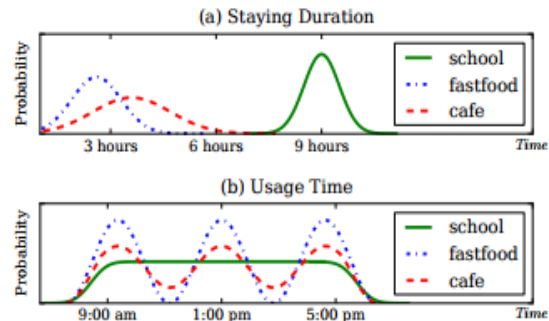 (a) Staying Duration
Probability
school
fastfood
cafe
3 hours 6 hours 9 hours Time
(b) Usage Time
Probability
school
fastfood
cafe
9:00 am 1:00 pm 5:00 pm Time